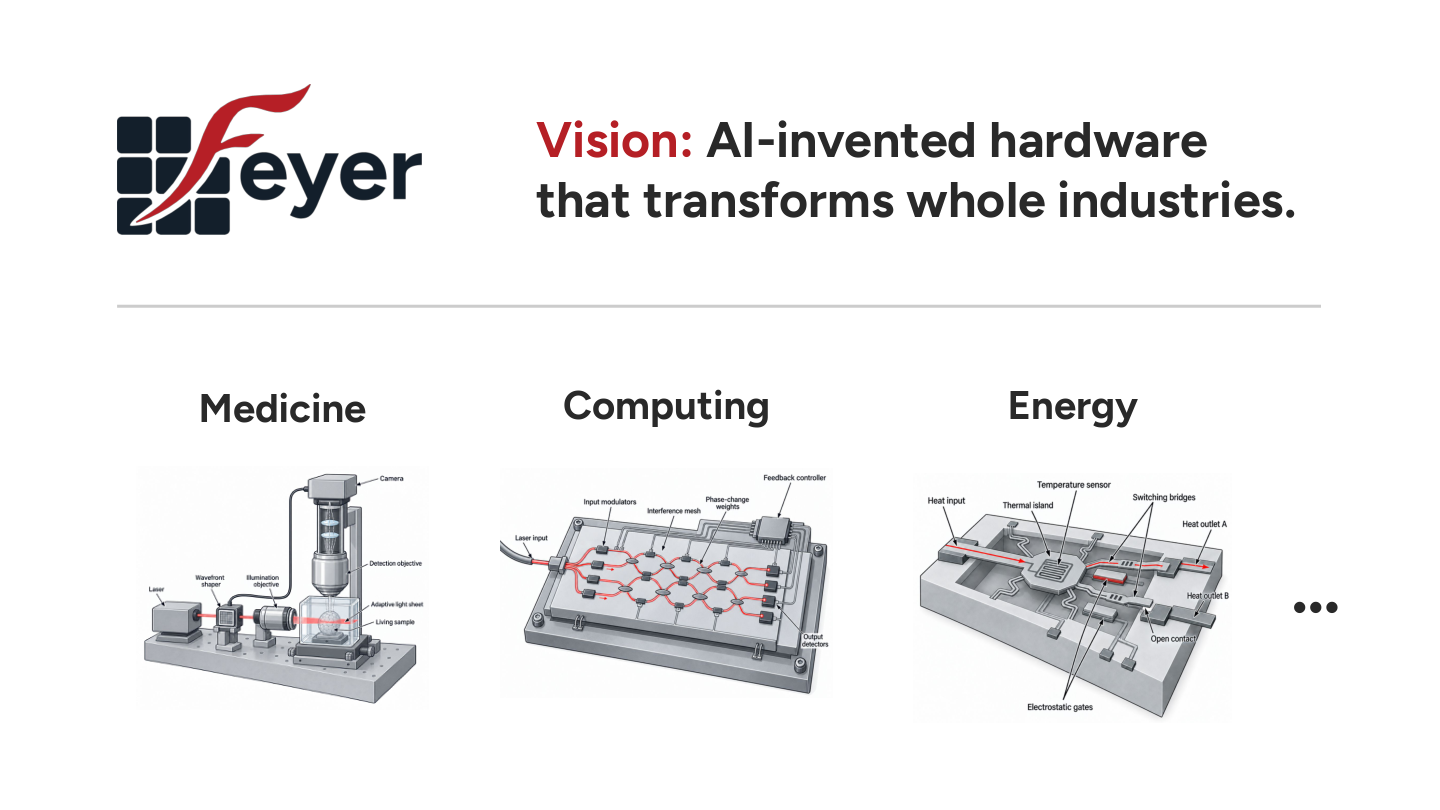 Feyer
Vision: AI-invented hardware
that transforms whole industries.
Medicine
Camera
Detection objective
Wavefront
shaper
Illumination
objective
Laser
Adaptive light sheet
Living sample
Computing
Feedback controller
Input modulators
Phase-change
weights
Interference mesh
Laser input
Output
detectors
Energy
Temperature sensor
Heat input
Thermal island
Switching bridges
Heat outlet A
Heat outlet B
Open contact
Electrostatic gates
...